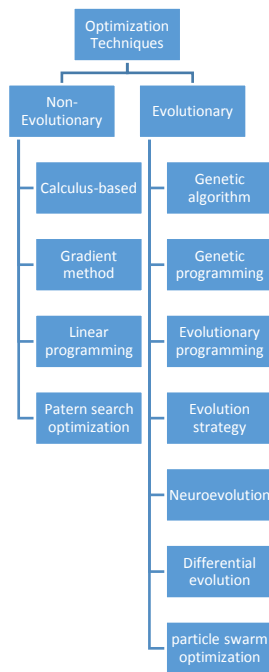 Optimization
Techniques
Non-
Evolutionary
Evolutionary
Calculus-based
Genetic
algorithm
Gradient
method
Genetic
programming
Linear
programming
Evolutionary
programming
Patern search
optimization
Evolution
strategy
Neuroevolution
Differential
evolution
particle swarm
optimization